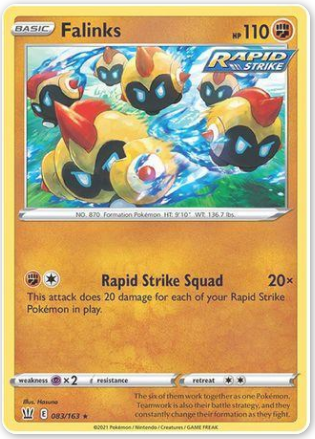 BASIC Falinks HP 110
RAPID STRIKE
NO. 870 Formation Pokémon HT: 9'10" WT: 136.7 lbs.
Rapid Strike Squad 20×
This attack does 20 damage for each of your Rapid Strike
Pokémon in play.
weakness ×2 resistance retreat
Illus. Hasuno
E 083/163 ★
The six of them work together as one Pokémon.
Teamwork is also their battle strategy, and they
constantly change their formation as they fight.
©2021 Pokémon / Nintendo / Creatures / GAME FREAK